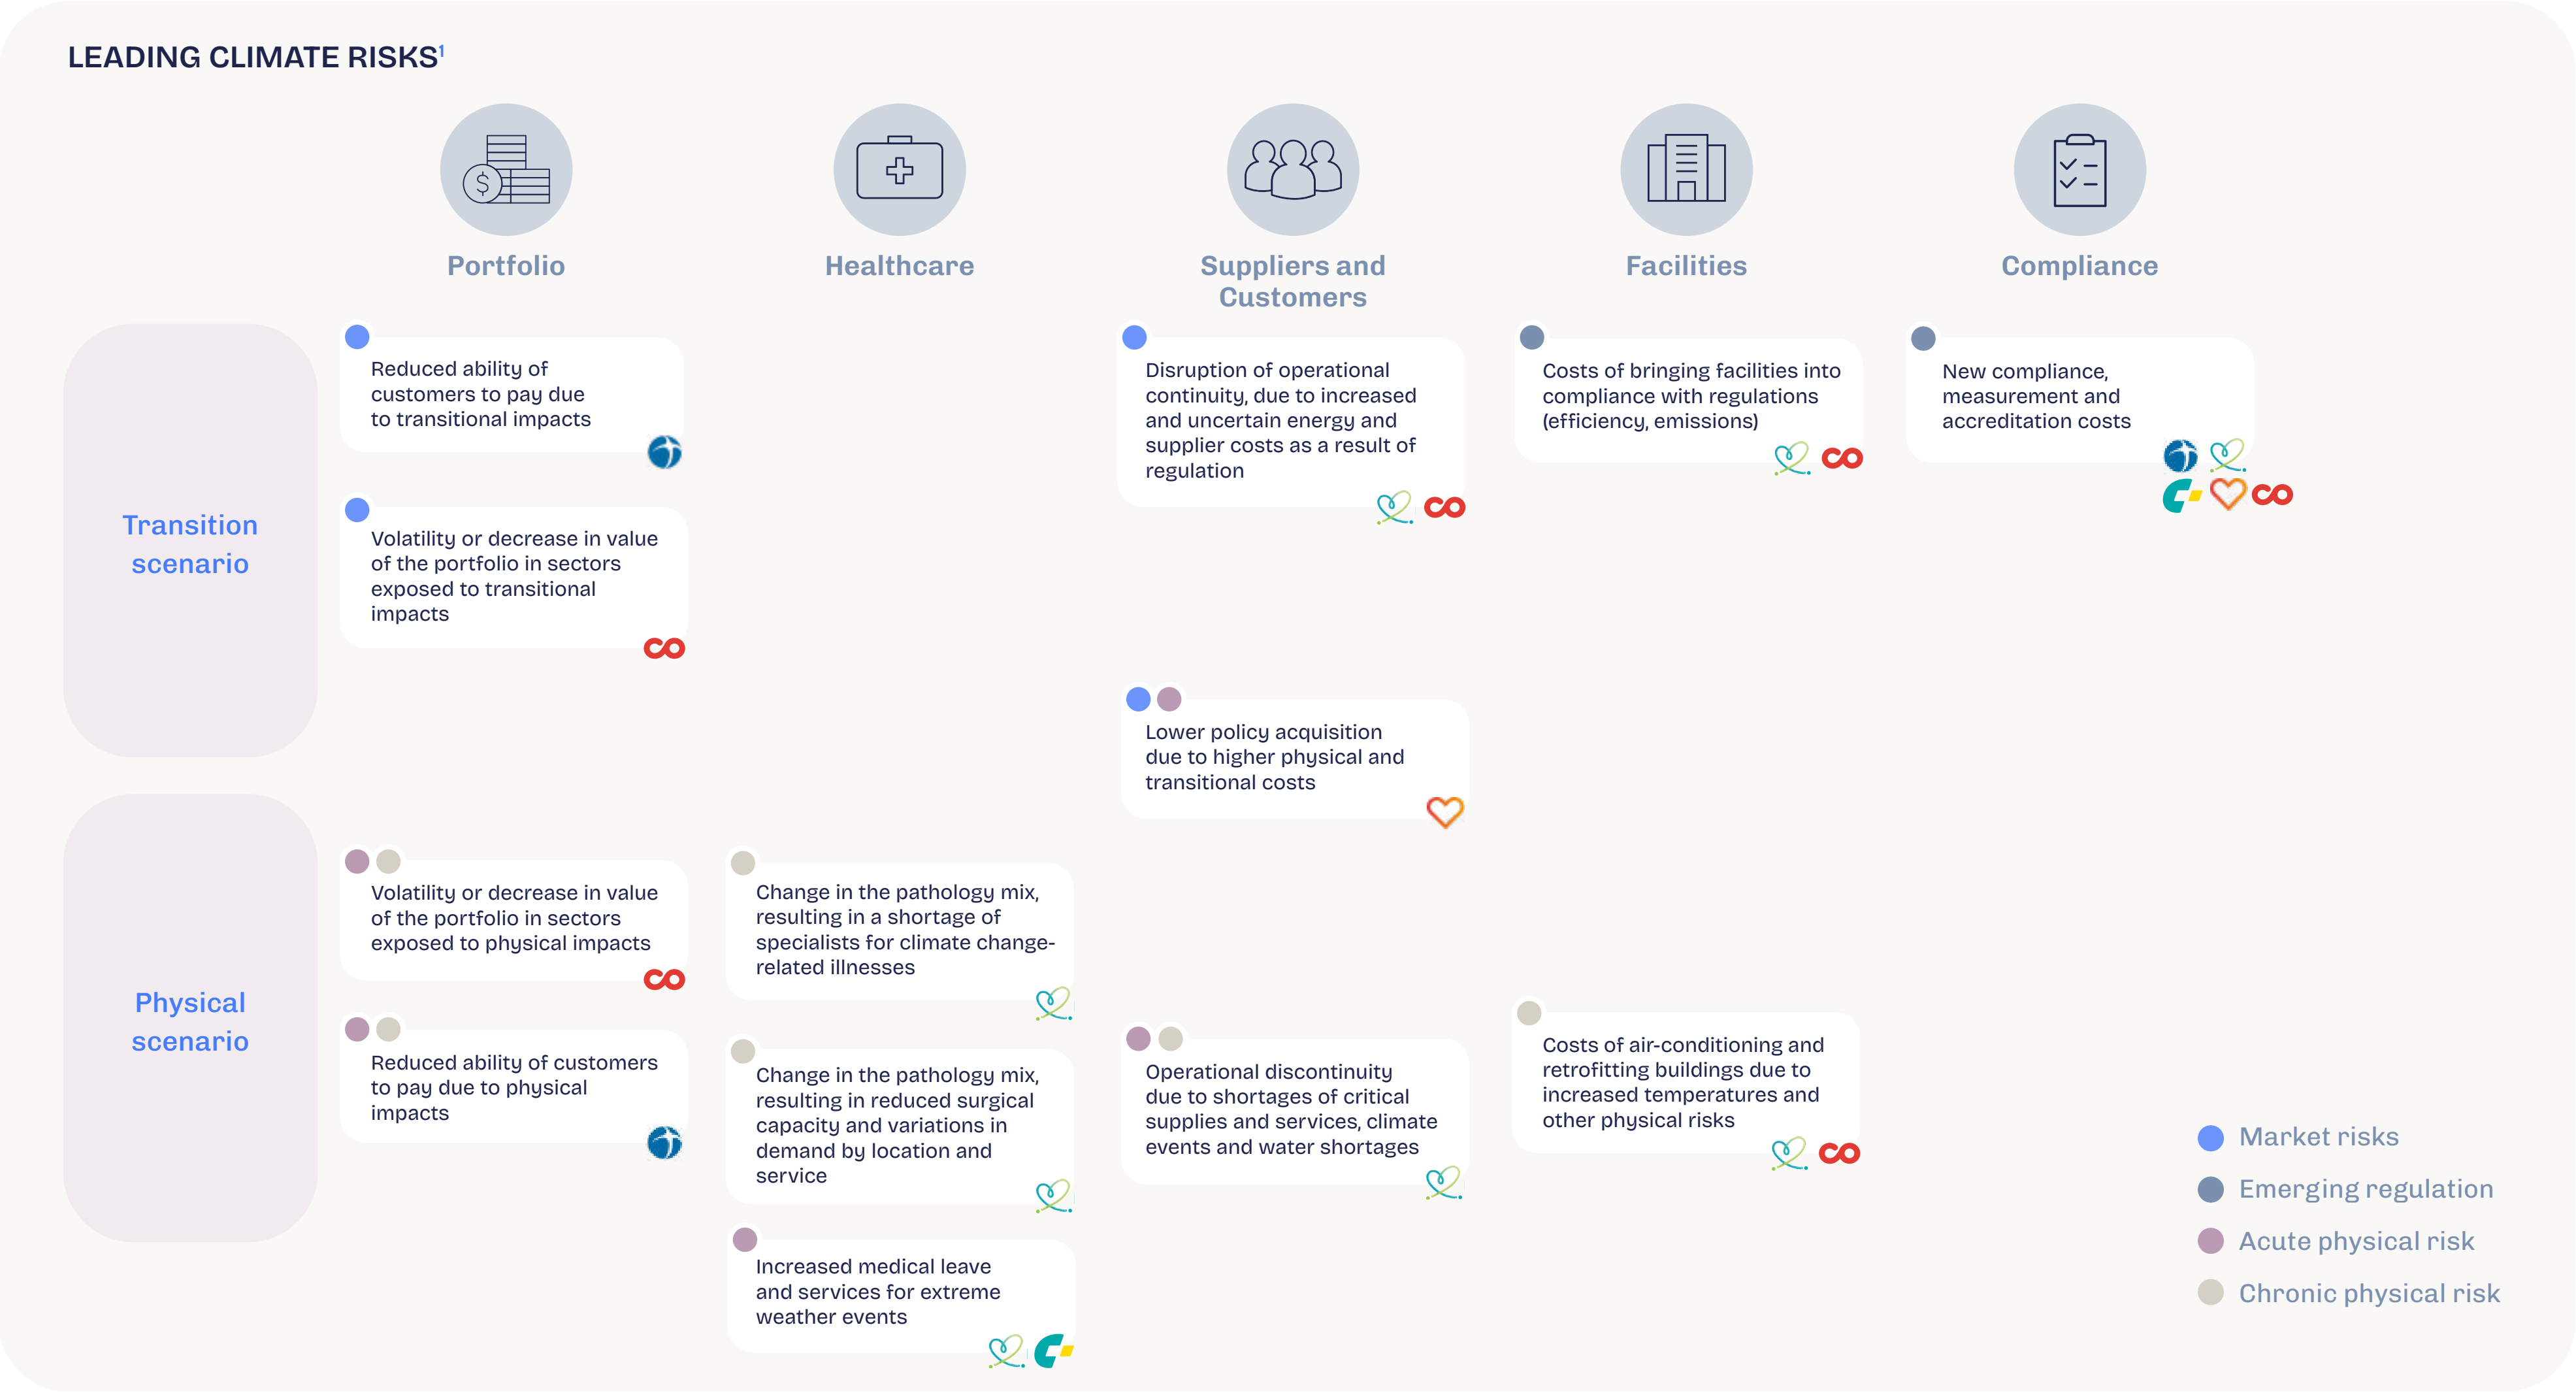 LEADING CLIMATE RISKS¹
Portfolio
Healthcare
Suppliers and
Customers
Facilities
Compliance
Transition
scenario
Reduced ability of
customers to pay due
to transitional impacts
Volatility or decrease in value
of the portfolio in sectors
exposed to transitional
impacts
Disruption of operational
continuity, due to increased
and uncertain energy and
supplier costs as a result of
regulation
Costs of bringing facilities into
compliance with regulations
(efficiency, emissions)
New compliance,
measurement and
accreditation costs
Lower policy acquisition
due to higher physical and
transitional costs
Physical
scenario
Volatility or decrease in value
of the portfolio in sectors
exposed to physical impacts
Reduced ability of customers
to pay due to physical
impacts
Change in the pathology mix,
resulting in a shortage of
specialists for climate change-
related illnesses
Change in the pathology mix,
resulting in reduced surgical
capacity and variations in
demand by location and
service
Increased medical leave
and services for extreme
weather events
Operational discontinuity
due to shortages of critical
supplies and services, climate
events and water shortages
Costs of air-conditioning and
retrofitting buildings due to
increased temperatures and
other physical risks
Market risks
Emerging regulation
Acute physical risk
Chronic physical risk